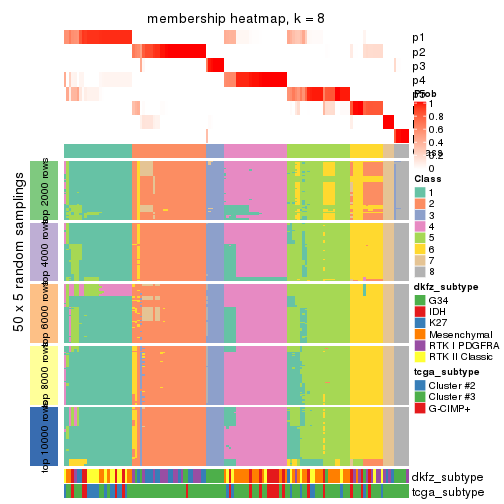 membership heatmap, k = 8
p1
p2
p3
p4
Prob
1
0.8
0.6
0.4
0.2
0
Class
1
2
3
4
5
6
7
8
dkfz_subtype
G34
IDH
K27
Mesenchymal
RTK I PDGFRA
RTK II Classic
tcga_subtype
Cluster #2
Cluster #3
G-CIMP+
50 x 5 random samplings
top 2000 rows
top 4000 rows
top 6000 rows
top 8000 rows
top 10000 rows
dkfz_subtype
tcga_subtype